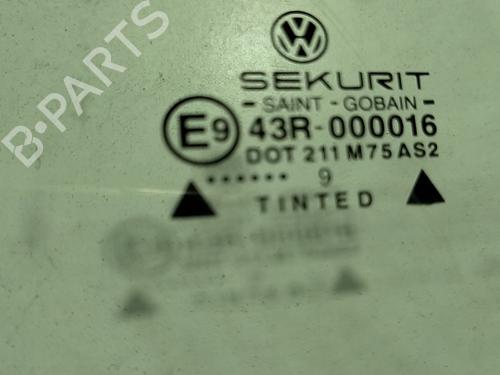 B-PARTS
VW
SEKURIT
- SAINT - GOBAIN -
E9 43R-000016
DOT 211 M75 AS2
...... 9
TINTED